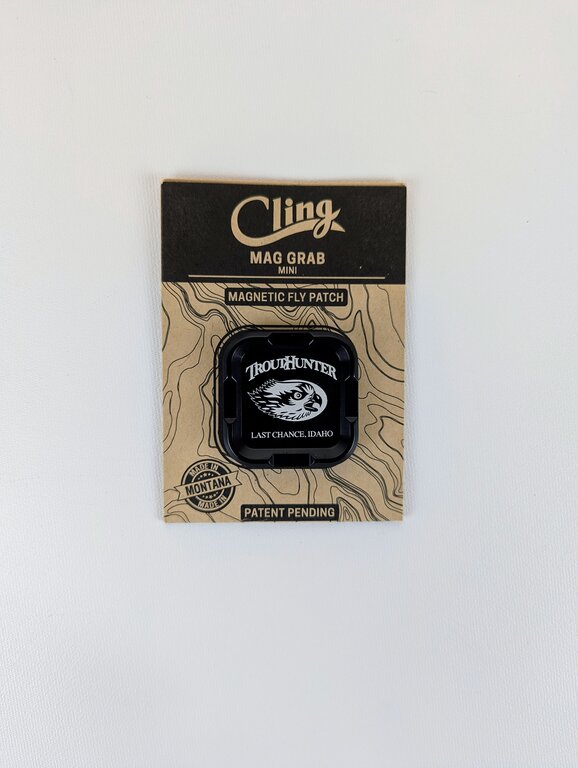 Cling
MAG GRAB
MINI
MAGNETIC FLY PATCH
TROUTHUNTER
LAST CHANCE, IDAHO
MADE IN
MONTANA
MADE IN
PATENT PENDING